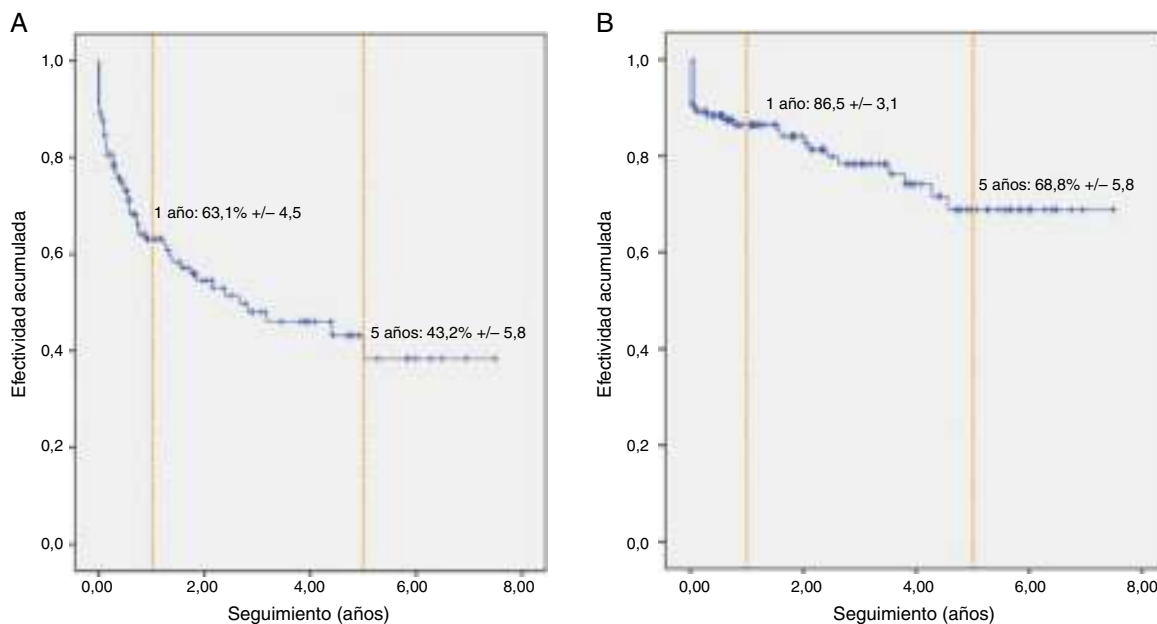 A
Efectividad acumulada
1,0
0,8
0,6
0,4
0,2
0,0
1 año: 63,1% +/– 4,5
5 años: 43,2% +/– 5,8
0,00 2,00 4,00 6,00 8,00
Seguimiento (años)
B
Efectividad acumulada
1,0
0,8
0,6
0,4
0,2
0,0
1 año: 86,5 +/– 3,1
5 años: 68,8% +/– 5,8
0,00 2,00 4,00 6,00 8,00
Seguimiento (años)